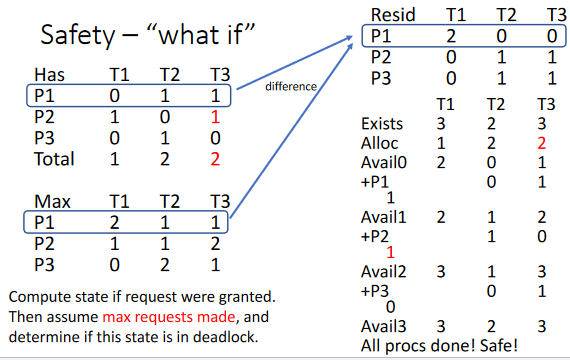 Safety – “what if”
Has T1 T2 T3
P1 0 1 1
P2 1 0 1
P3 0 1 0
Total 1 2 2
Max T1 T2 T3
P1 2 1 1
P2 1 1 2
P3 0 2 1
Compute state if request were granted.
Then assume max requests made, and
determine if this state is in deadlock.
difference
Resid T1 T2 T3
P1 2 0 0
P2 0 1 1
P3 0 1 1
T1 T2 T3
Exists 3 2 3
Alloc 1 2 2
Avail0 2 0 1
+P1 0 1
1
Avail1 2 1 2
+P2 1 0
1
Avail2 3 1 3
+P3 0 1
0
Avail3 3 2 3
All procs done! Safe!